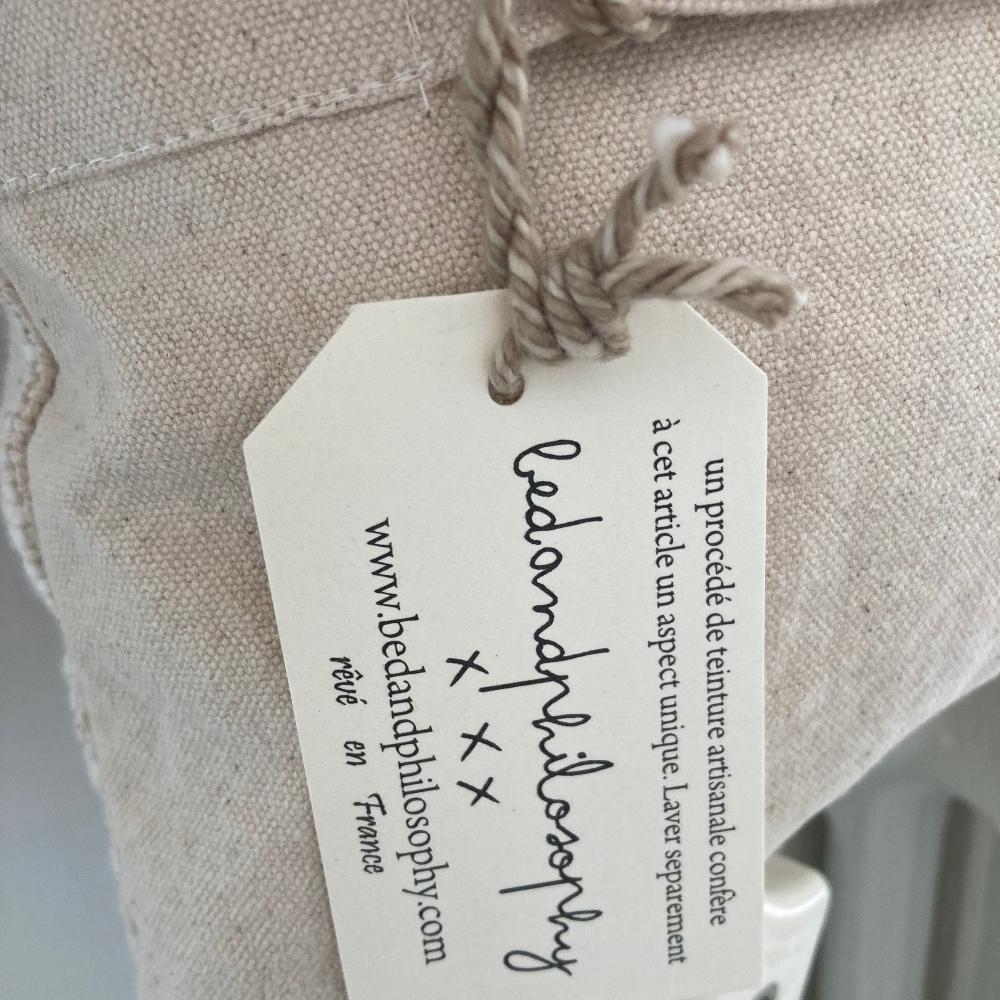 un procédé de teinture artisanale confère
à cet article un aspect unique. Laver separement
bedandphilosophy
x x x
www.bedandphilosophy.com
rêvé en France